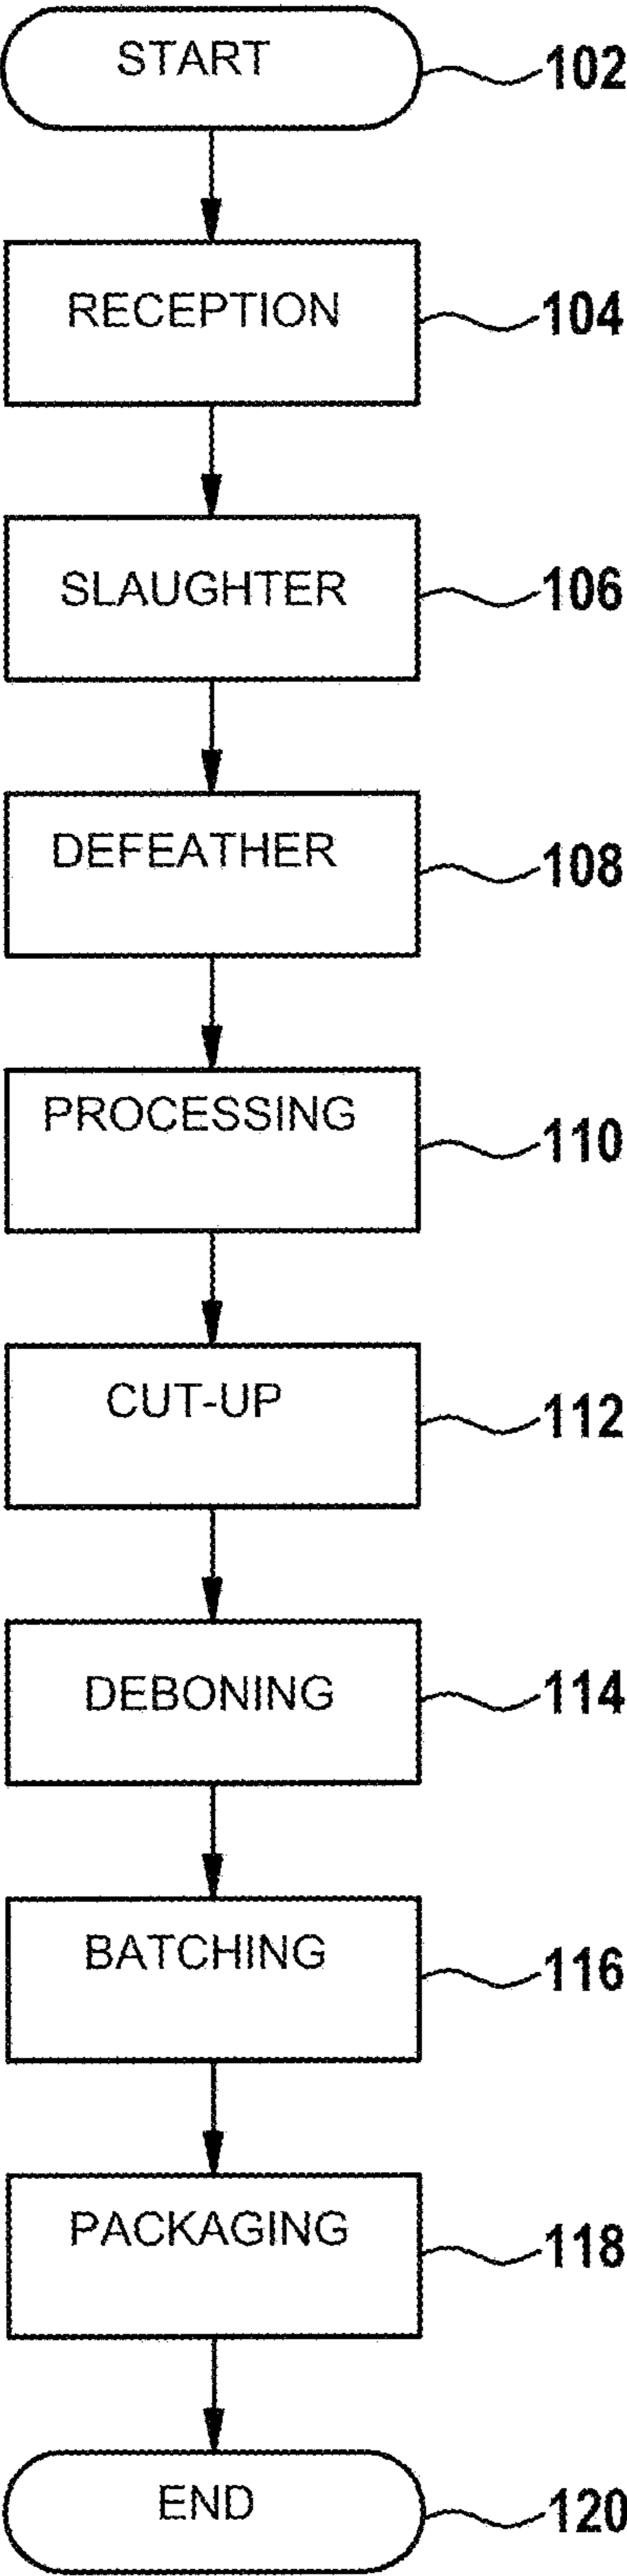 START 102
RECEPTION 104
SLAUGHTER 106
DEFEATHER 108
PROCESSING 110
CUT-UP 112
DEBONING 114
BATCHING 116
PACKAGING 118
END 120